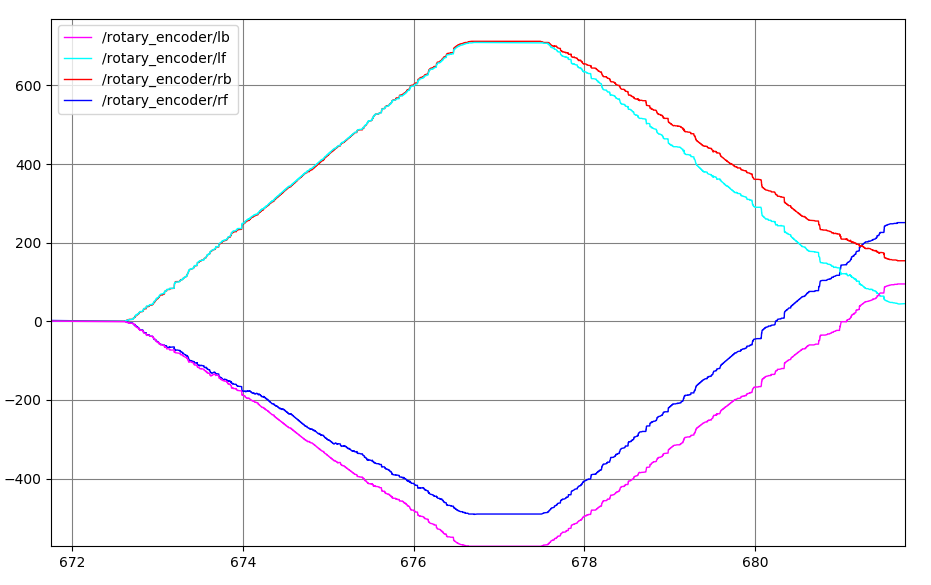 /rotary_encoder/lb
/rotary_encoder/lf
/rotary_encoder/rb
/rotary_encoder/rf
600
400
200
0
−200
−400
672
674
676
678
680